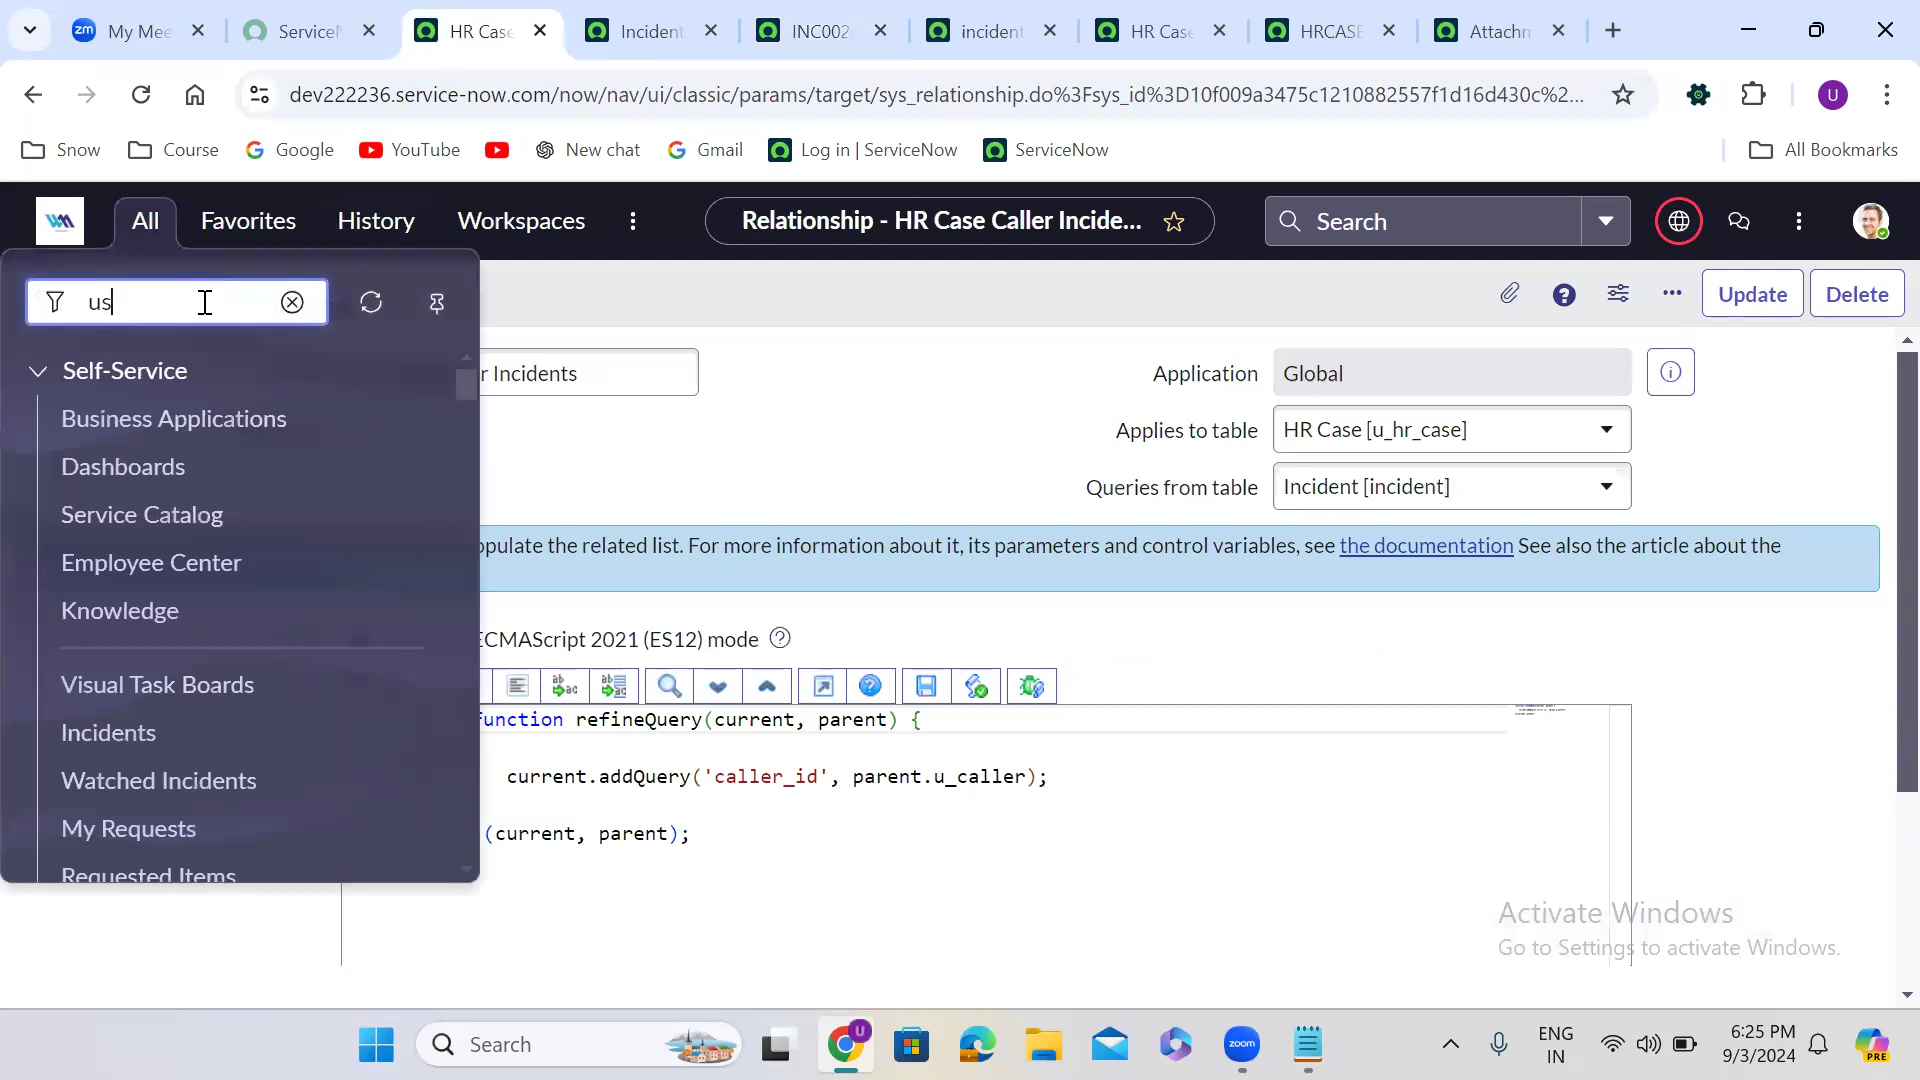 My Mee
ServiceN
HR Case
Incident
INC002
incident
HR Case
HRCASE
Attachm
dev222236.service-now.com/now/nav/ui/classic/params/target/sys_relationship.do%3Fsys_id%3D10f009a3475c1210882557f1d16d430c%2...
U
Snow
Course
Google
YouTube
New chat
Gmail
Log in | ServiceNow
ServiceNow
All Bookmarks
All
Favorites
History
Workspaces
Relationship - HR Case Caller Incide...
Search
us
Update
Delete
Self-Service
Business Applications
Dashboards
Service Catalog
Employee Center
Knowledge
Visual Task Boards
Incidents
Watched Incidents
My Requests
Requested Items
r Incidents
Application
Global
Applies to table
HR Case [u_hr_case]
Queries from table
Incident [incident]
opulate the related list. For more information about it, its parameters and control variables, see the documentation See also the article about the
ECMAScript 2021 (ES12) mode
function refineQuery(current, parent) {
current.addQuery('caller_id', parent.u_caller);
(current, parent);
Activate Windows
Go to Settings to activate Windows.
Search
zoom
ENG
IN
6:25 PM
9/3/2024
PRE